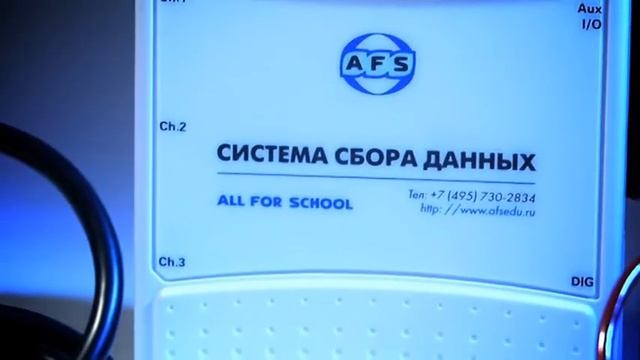 Aux
I/O
AFS
Ch.2
СИСТЕМА СБОРА ДАННЫХ
Тел: +7 (495) 730-2834
ALL FOR SCHOOL
http: //www.afsedu.ru
Ch.3
DIG